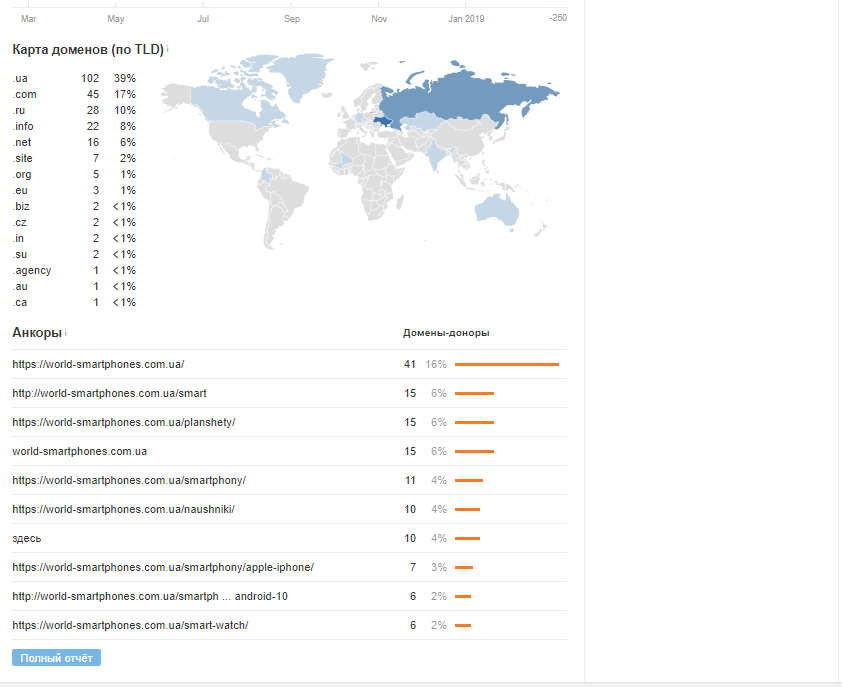 Mar May Jul Sep Nov Jan 2019 -250
Карта доменов (по TLD) i
.ua 102 39%
.com 45 17%
.ru 28 10%
.info 22 8%
.net 16 6%
.site 7 2%
.org 5 1%
.eu 3 1%
.biz 2 < 1%
.cz 2 < 1%
.in 2 < 1%
.su 2 < 1%
.agency 1 < 1%
.au 1 < 1%
.ca 1 < 1%
Анкоры i Домены-доноры
https://world-smartphones.com.ua/ 41 16%
http://world-smartphones.com.ua/smart 15 6%
https://world-smartphones.com.ua/planshety/ 15 6%
world-smartphones.com.ua 15 6%
https://world-smartphones.com.ua/smartphony/ 11 4%
https://world-smartphones.com.ua/naushniki/ 10 4%
здесь 10 4%
https://world-smartphones.com.ua/smartphony/apple-iphone/ 7 3%
http://world-smartphones.com.ua/smartph ... android-10 6 2%
https://world-smartphones.com.ua/smart-watch/ 6 2%
Полный отчёт